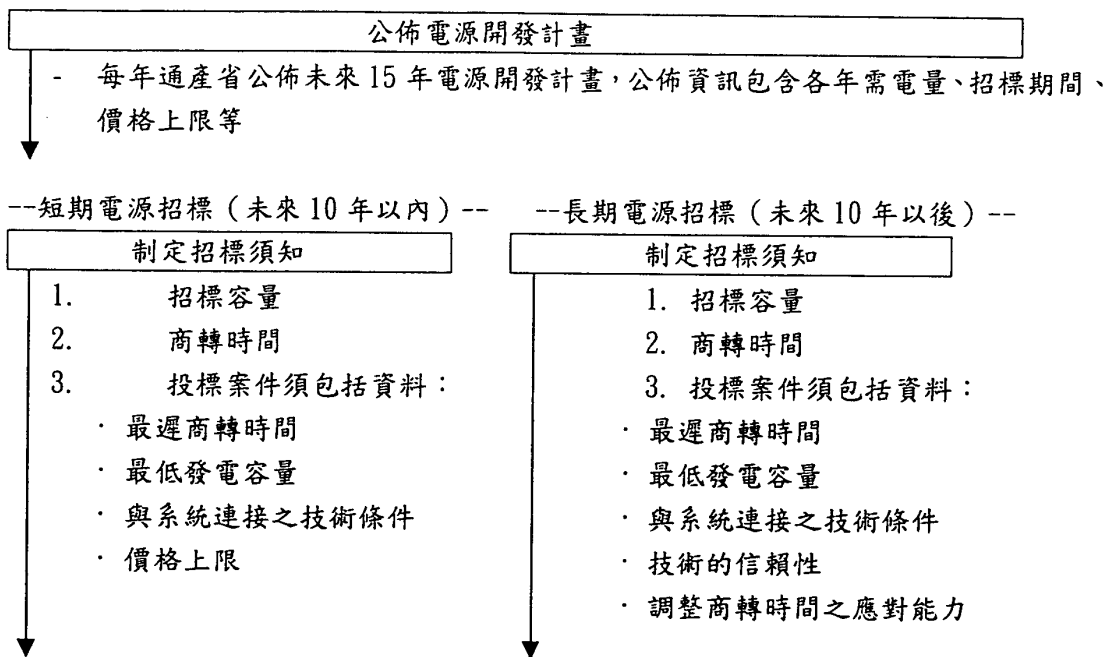 公佈電源開發計畫
- 每年通產省公佈未來15年電源開發計畫，公佈資訊包含各年需電量、招標期間、
價格上限等
--短期電源招標（未來10年以內）--
制定招標須知
1. 招標容量
2. 商轉時間
3. 投標案件須包括資料：
· 最遲商轉時間
· 最低發電容量
· 與系統連接之技術條件
· 價格上限
--長期電源招標（未來10年以後）--
制定招標須知
1. 招標容量
2. 商轉時間
3. 投標案件須包括資料：
· 最遲商轉時間
· 最低發電容量
· 與系統連接之技術條件
· 技術的信賴性
· 調整商轉時間之應對能力